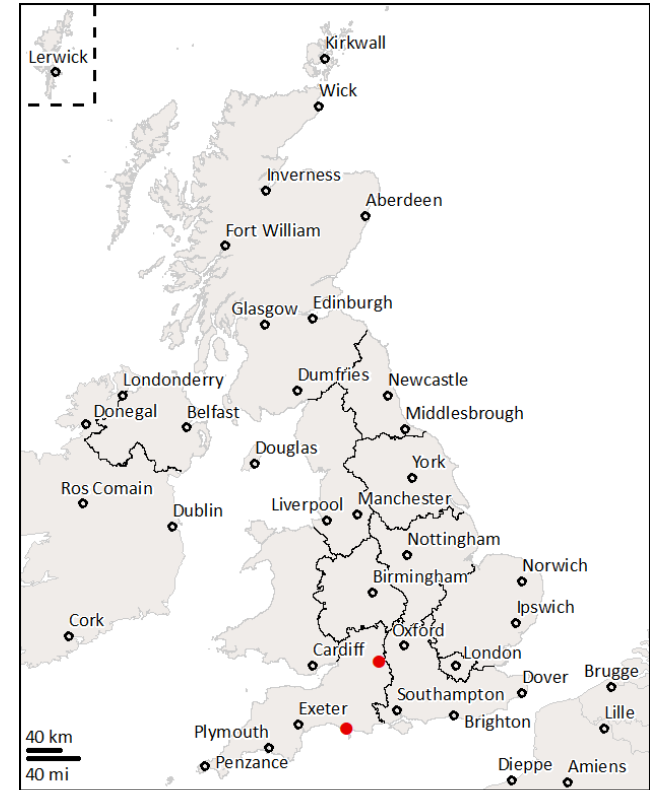 Kirkwall
Lerwick
Wick
Inverness
Aberdeen
Fort William
Edinburgh
Glasgow
Dumfries
Londonderry
Newcastle
Donegal
Belfast
Middlesbrough
Douglas
York
Ros Comain
Manchester
Liverpool
Dublin
Nottingham
Birmingham
Norwich
Ipswich
Cork
Oxford
Cardiff
London
Dover
Brugge
Southampton
Exeter
Lille
Brighton
Plymouth
40 km
Penzance
Dieppe
Amiens
40 mi